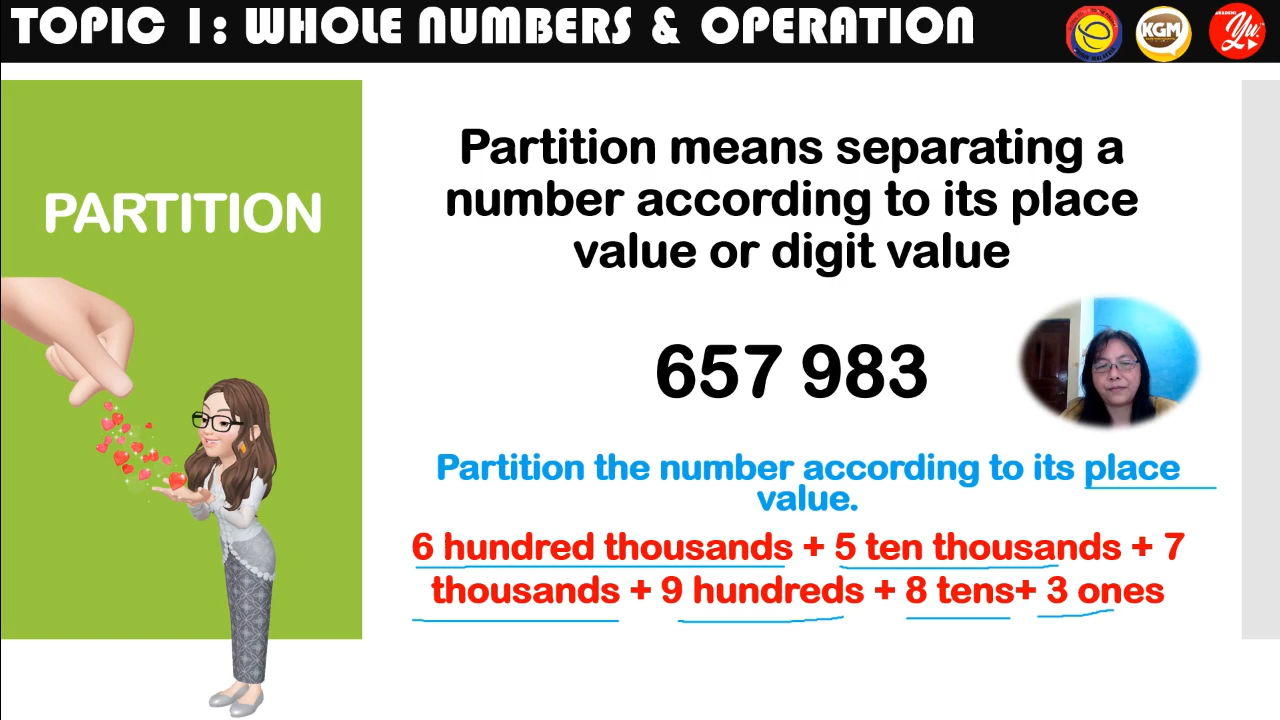 TOPIC 1: WHOLE NUMBERS & OPERATION
KGM
Yu.
PARTITION
Partition means separating a
number according to its place
value or digit value
657 983
Partition the number according to its place
value.
6 hundred thousands + 5 ten thousands + 7
thousands + 9 hundreds + 8 tens+ 3 ones